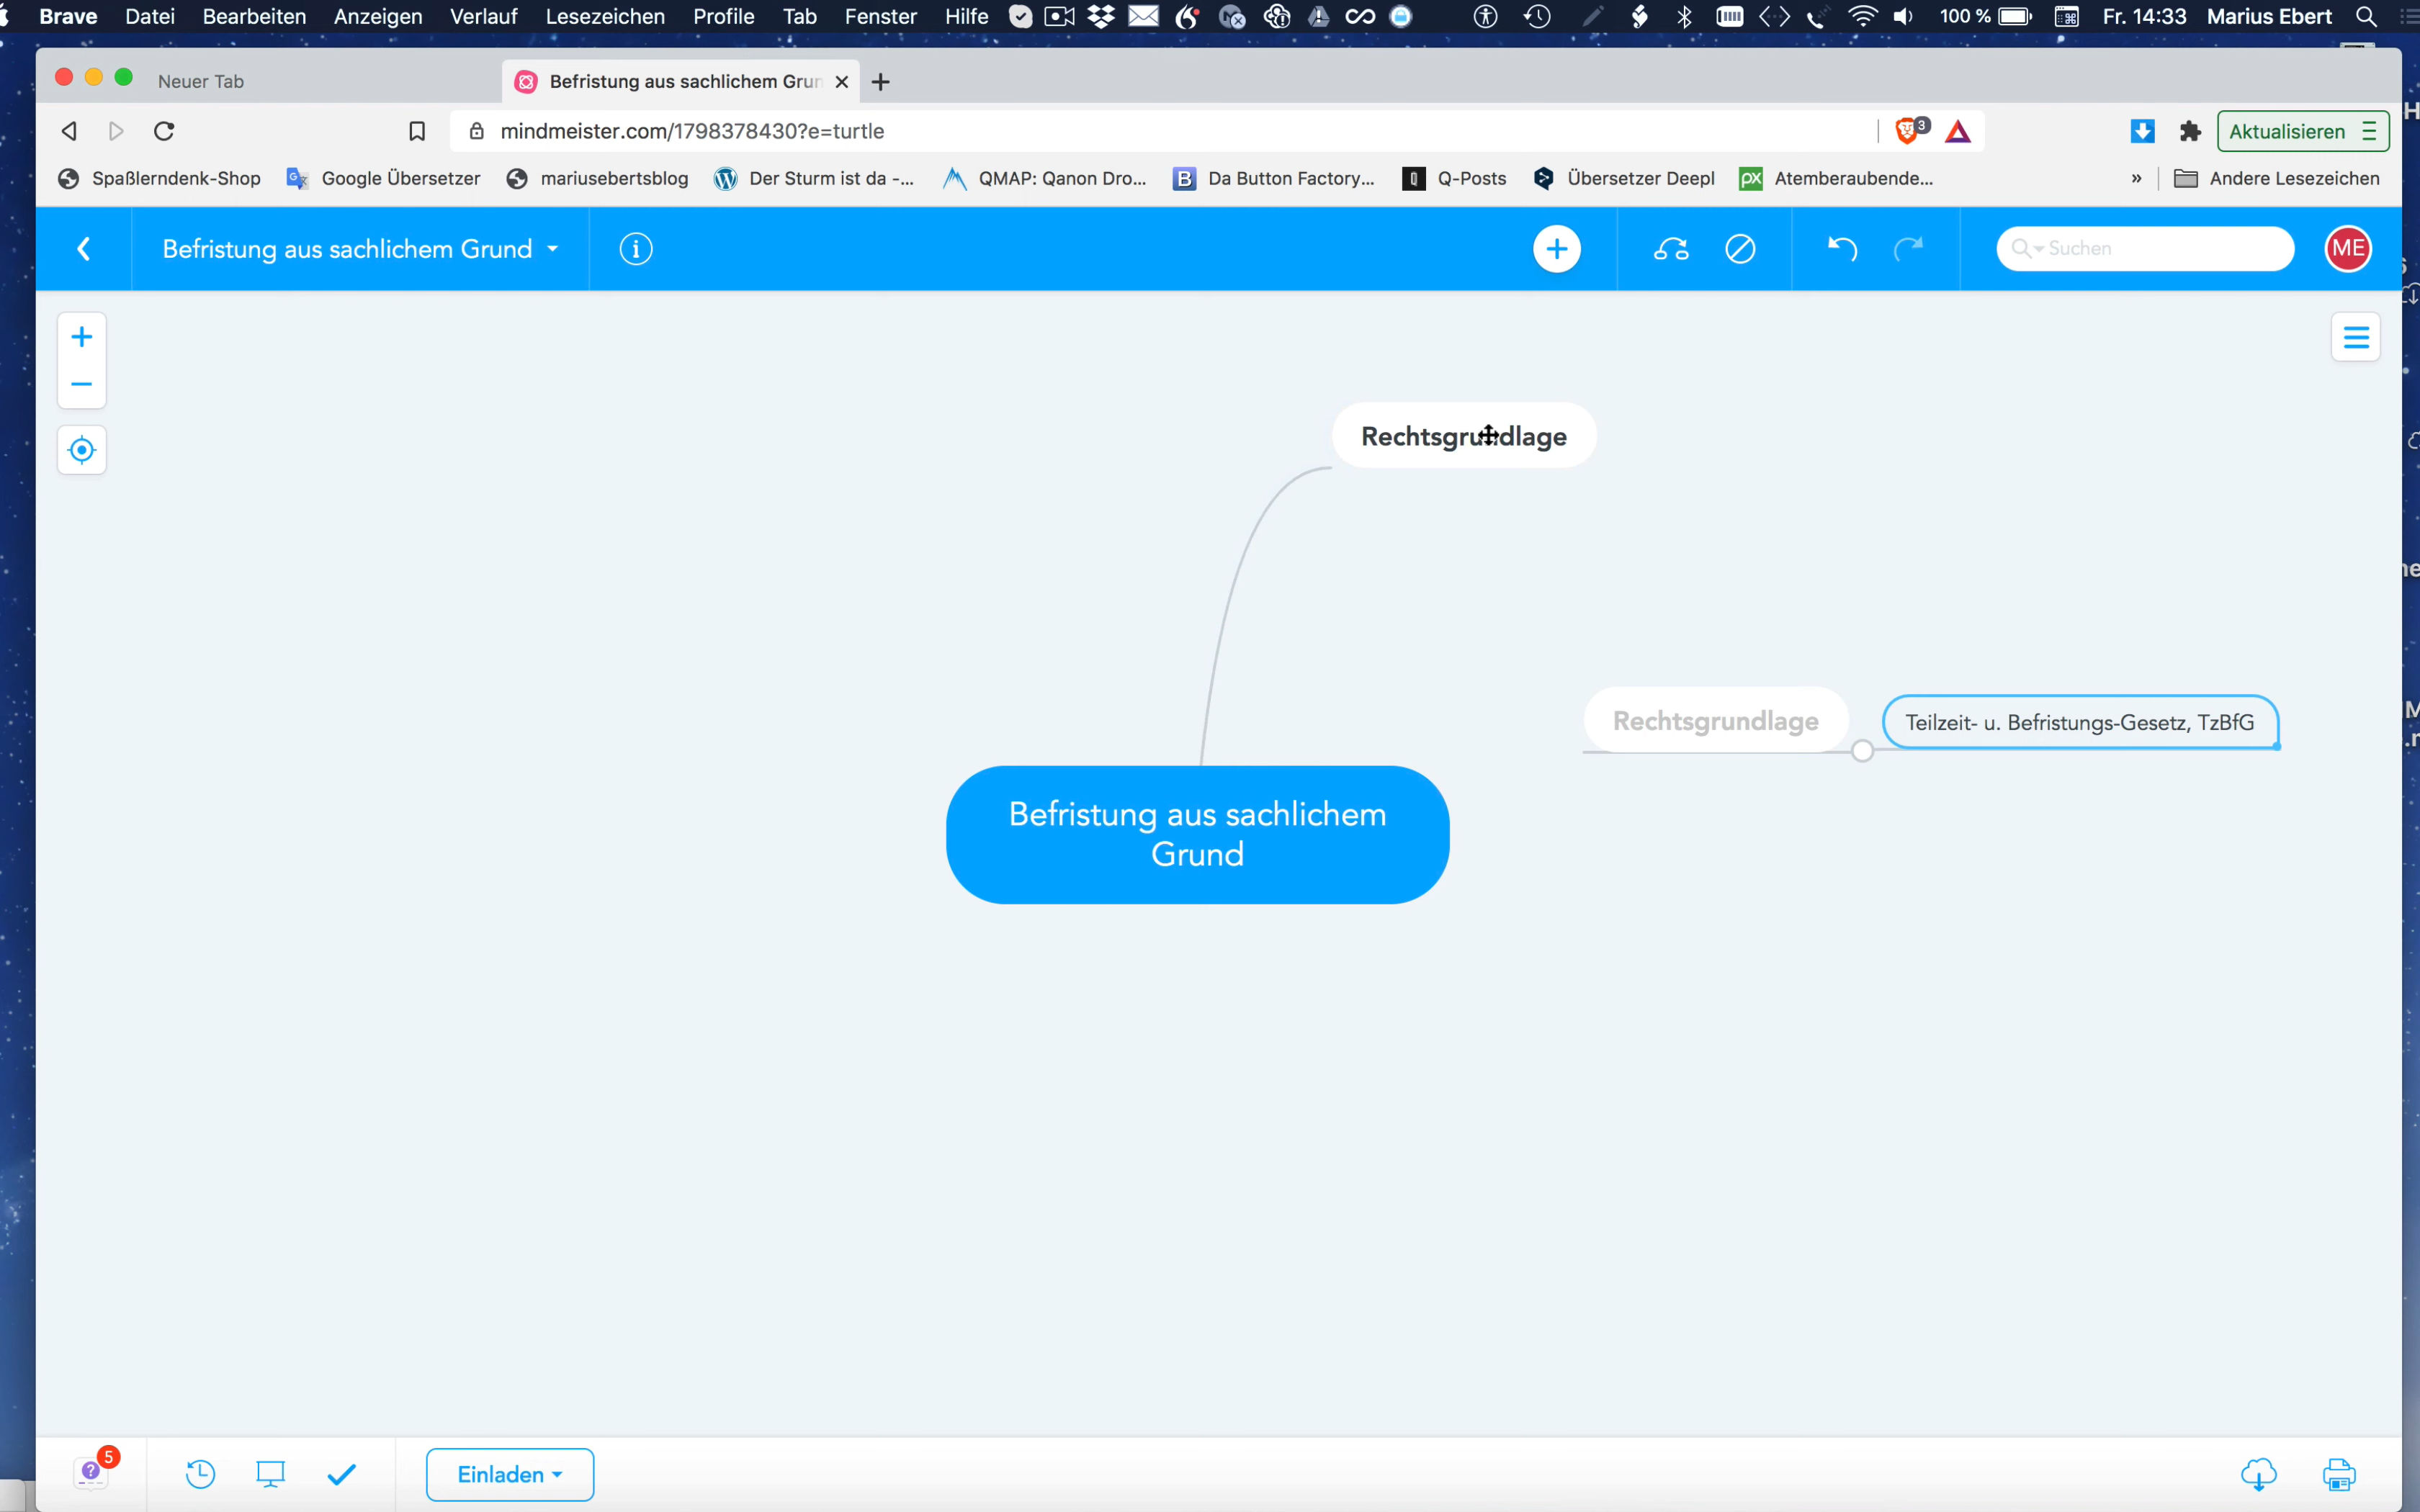 Brave Datei Bearbeiten Anzeigen Verlauf Lesezeichen Profile Tab Fenster Hilfe 100 % Fr. 14:33 Marius Ebert
Neuer Tab
Befristung aus sachlichem Grun
mindmeister.com/1798378430?e=turtle
3
Aktualisieren
Spaßlerndenk-Shop Google Übersetzer mariusebertsblog Der Sturm ist da -... QMAP: Qanon Dro... Da Button Factory... Q-Posts Übersetzer Deepl Atemberaubende... » Andere Lesezeichen
Befristung aus sachlichem Grund
Suchen
ME
Rechtsgrundlage
Rechtsgrundlage
Teilzeit- u. Befristungs-Gesetz, TzBfG
Befristung aus sachlichem
Grund
5
Einladen